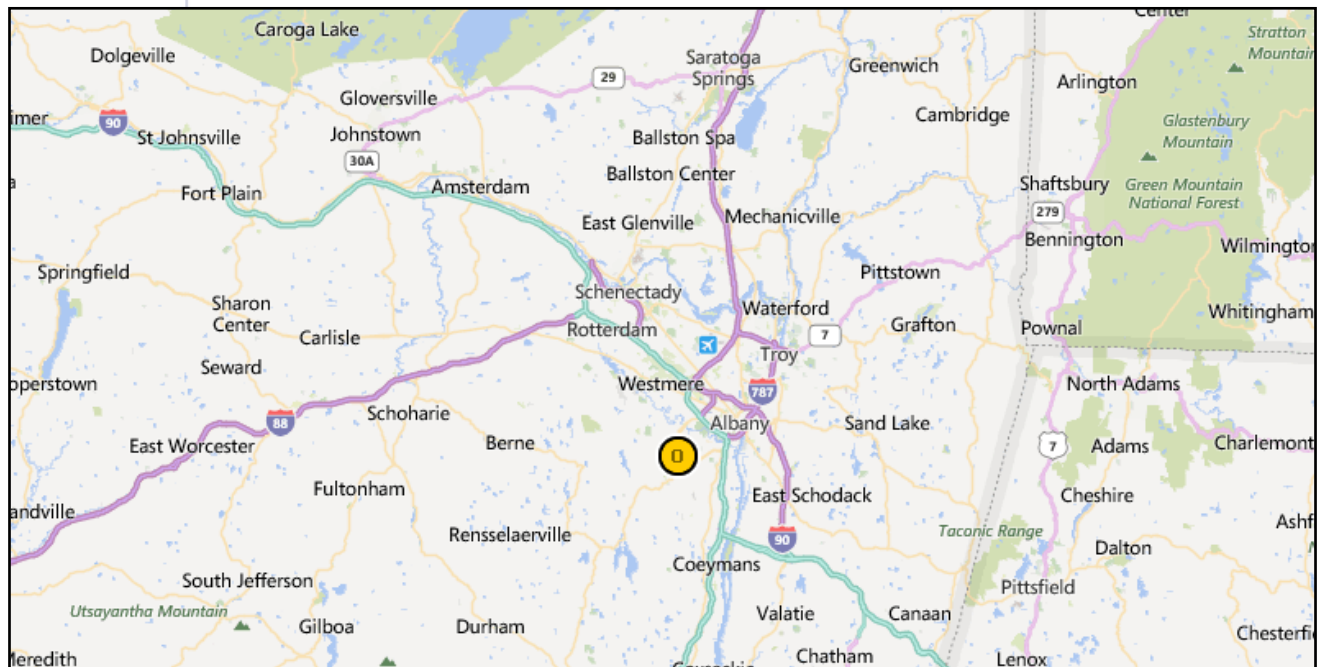 Center
Caroga Lake
Stratton
Mountain
Dolgeville
Saratoga
Springs
Greenwich
29
Arlington
Gloversville
Cambridge
imer
90
St Johnsville
Johnstown
Ballston Spa
Glastenbury
Mountain
30A
Ballston Center
a
Fort Plain
Amsterdam
Shaftsbury
Green Mountain
National Forest
East Glenville
Mechanicville
279
Bennington
Wilmington
Springfield
Pittstown
Schenectady
Sharon
Center
Waterford
Whitingham
Carlisle
Rotterdam
7
Grafton
Pownal
Troy
Seward
operstown
Westmere
787
North Adams
Schoharie
88
Albany
Sand Lake
7
East Worcester
Berne
Adams
Charlemont
0
Fultonham
East Schodack
Cheshire
andville
Rensselaerville
90
Taconic Range
Ashf
Dalton
Coeymans
South Jefferson
Pittsfield
Utsayantha Mountain
Gilboa
Durham
Valatie
Canaan
Chesterfi
Meredith
Chatham
Lenox